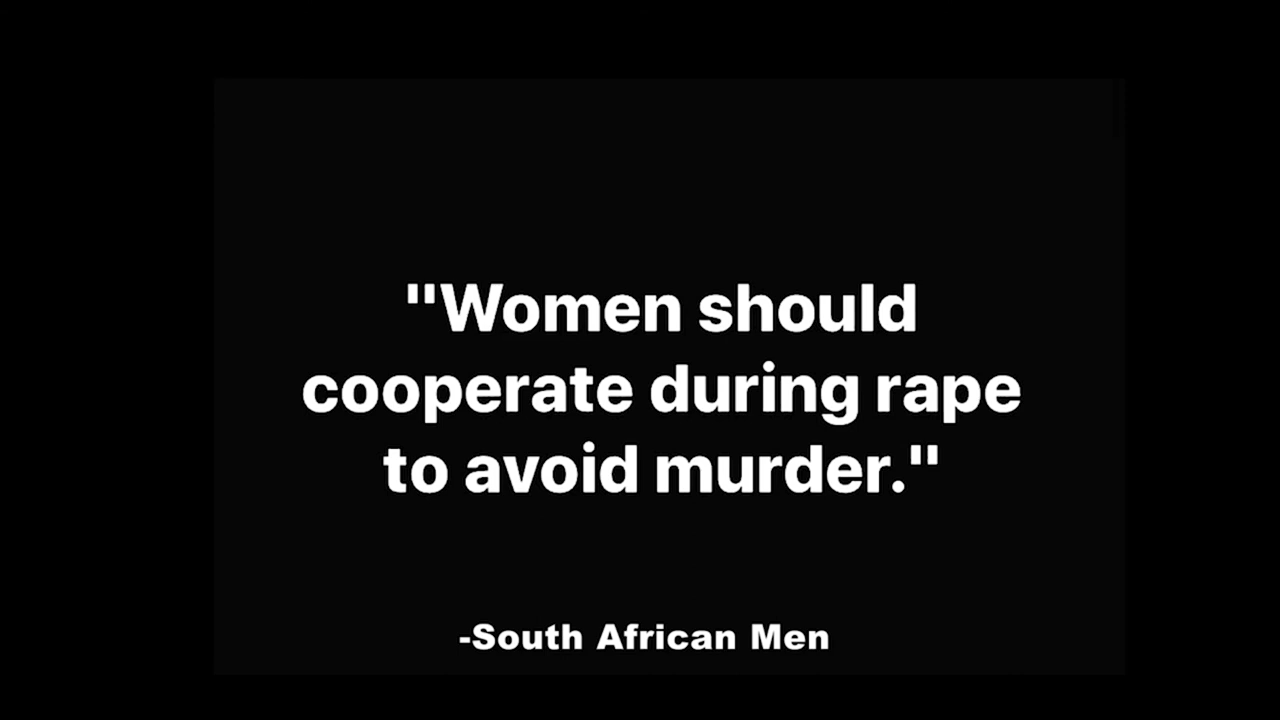 "Women should
cooperate during rape
to avoid murder."
-South African Men